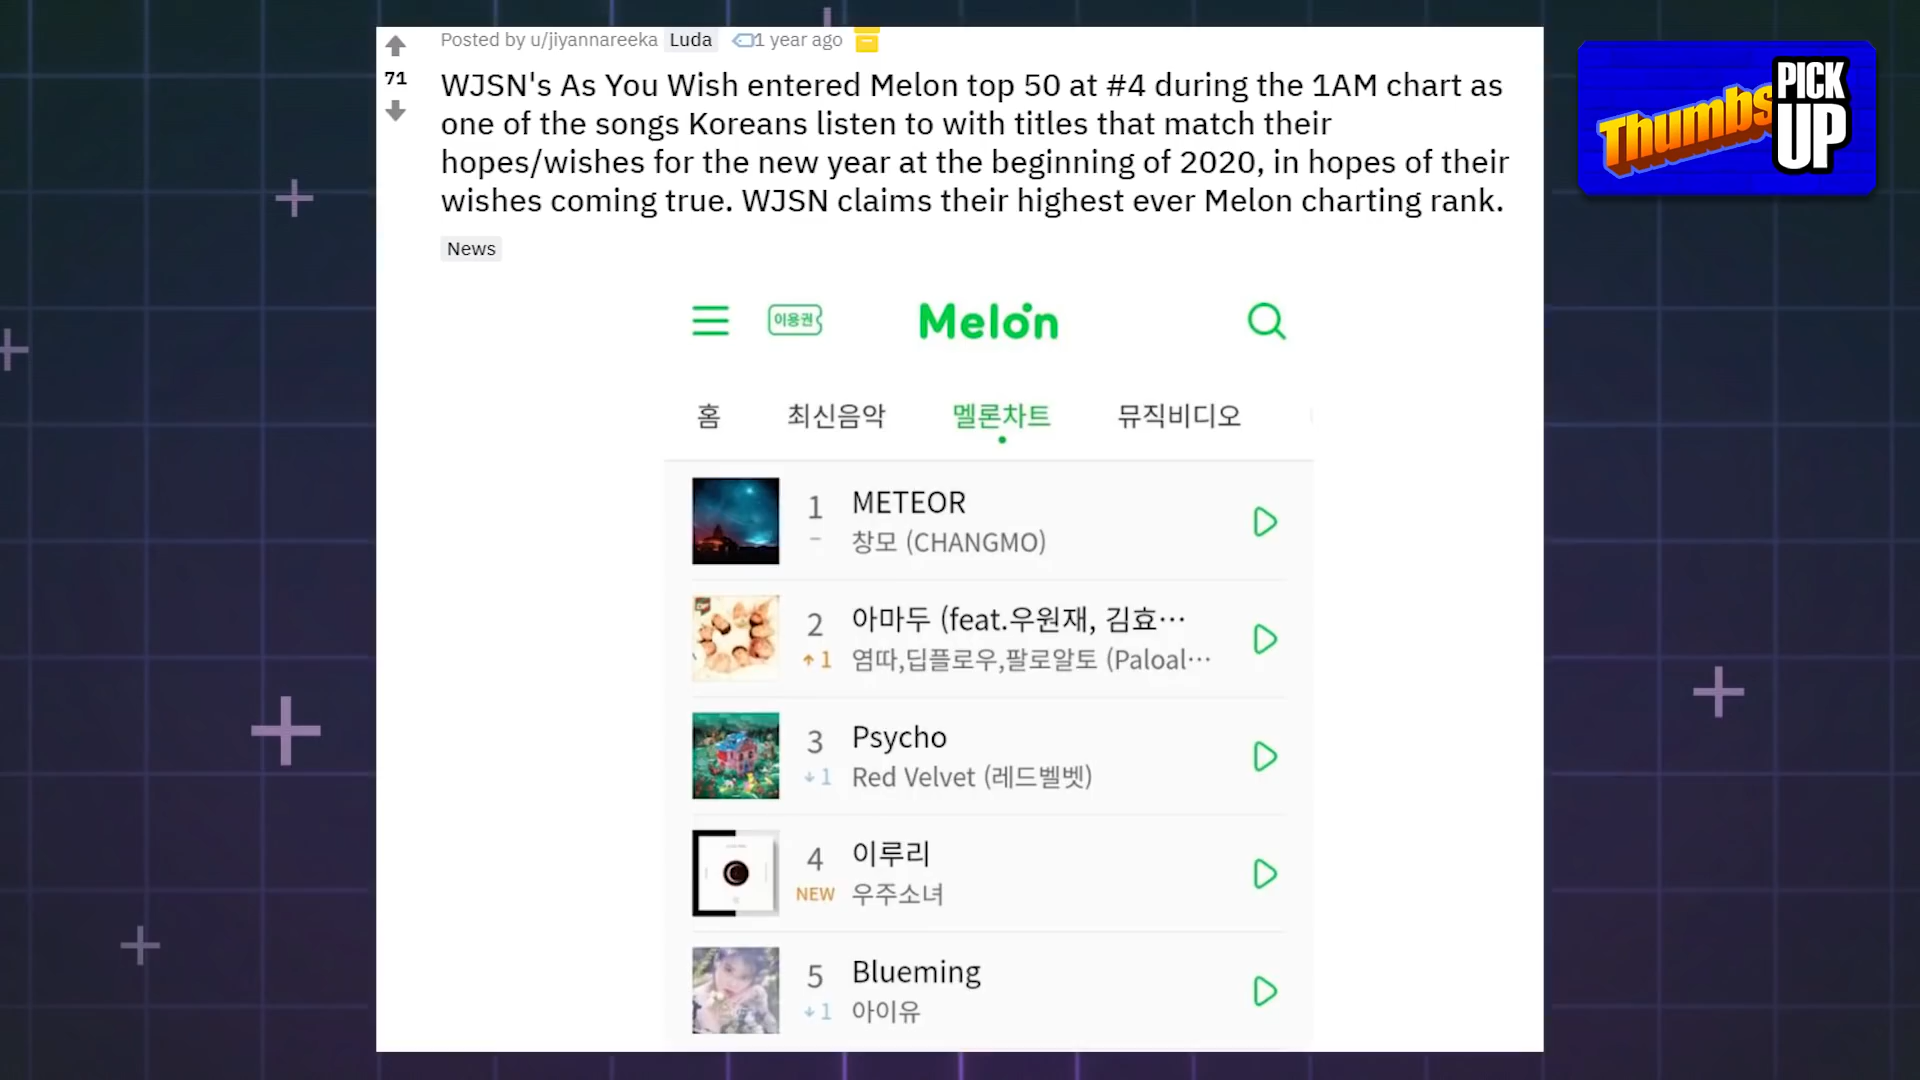 Posted by u/jiyannareeka Luda 1 year ago
71
WJSN's As You Wish entered Melon top 50 at #4 during the 1AM chart as
one of the songs Koreans listen to with titles that match their
hopes/wishes for the new year at the beginning of 2020, in hopes of their
wishes coming true. WJSN claims their highest ever Melon charting rank.
News
Thumbs PICK UP
이용권 Melon
홈 최신음악 멜론차트 뮤직비디오
1 METEOR
- 창모 (CHANGMO)
2 아마두 (feat.우원재, 김효…
↑1 염따,딥플로우,팔로알토 (Paloal…
3 Psycho
↓1 Red Velvet (레드벨벳)
4 이루리
NEW 우주소녀
5 Blueming
↓1 아이유